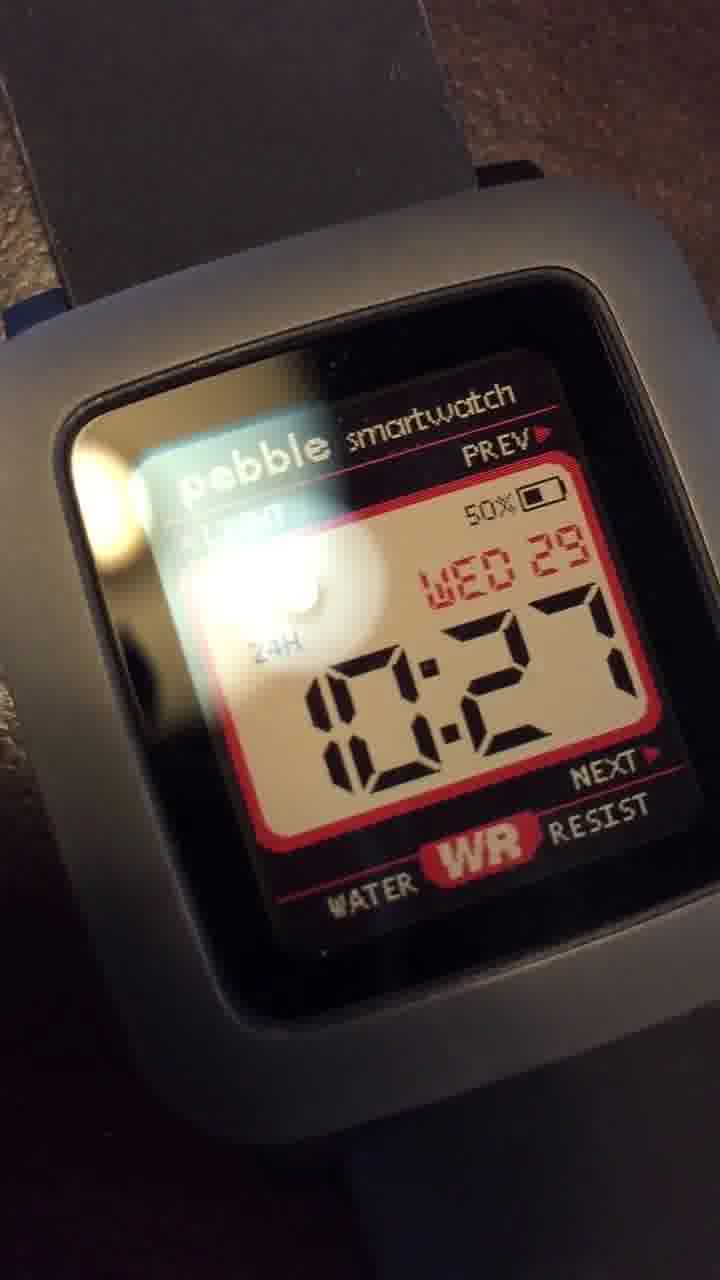 pebble smartwatch
PREV
50%
WED 29
24H
10:27
NEXT
WATER WR RESIST